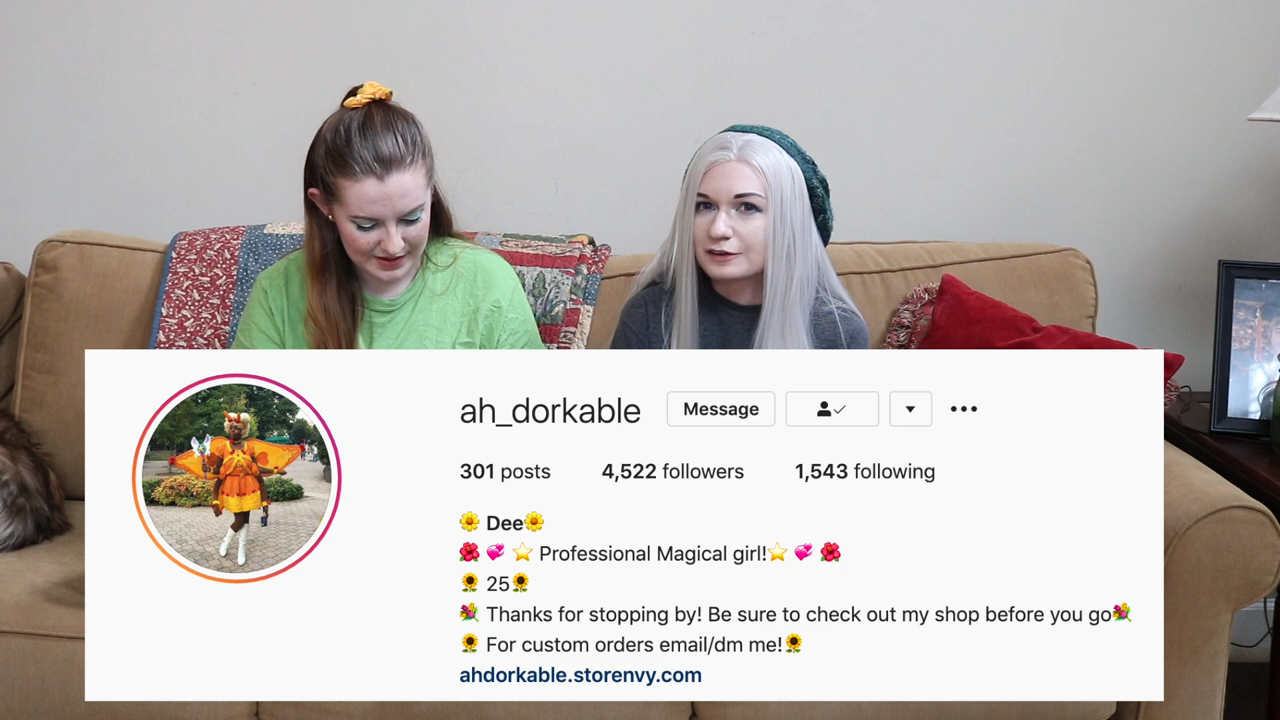 ah_dorkable Message
301 posts 4,522 followers 1,543 following
🌼 Dee🌼
🌺 💞 ⭐ Professional Magical girl!⭐ 💞 🌺
🌻 25🌻
💐 Thanks for stopping by! Be sure to check out my shop before you go💐
🌻 For custom orders email/dm me!🌻
ahdorkable.storenvy.com